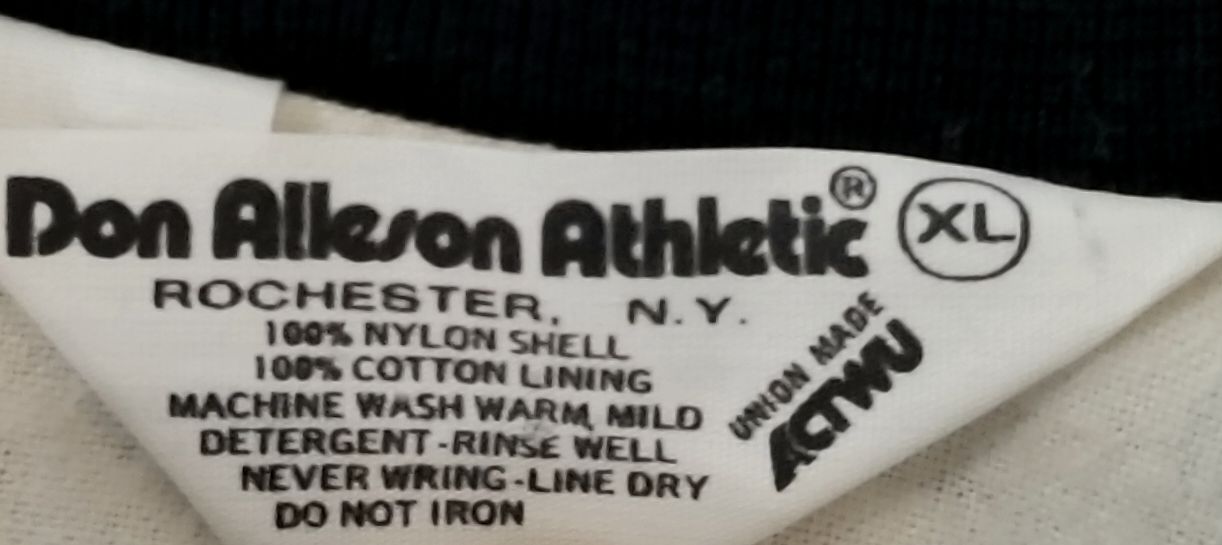 Don Alleson Athletic® XL
ROCHESTER, N.Y.
100% NYLON SHELL
100% COTTON LINING
MACHINE WASH WARM, MILD
DETERGENT-RINSE WELL
NEVER WRING-LINE DRY
DO NOT IRON
UNION MADE
ACTWU